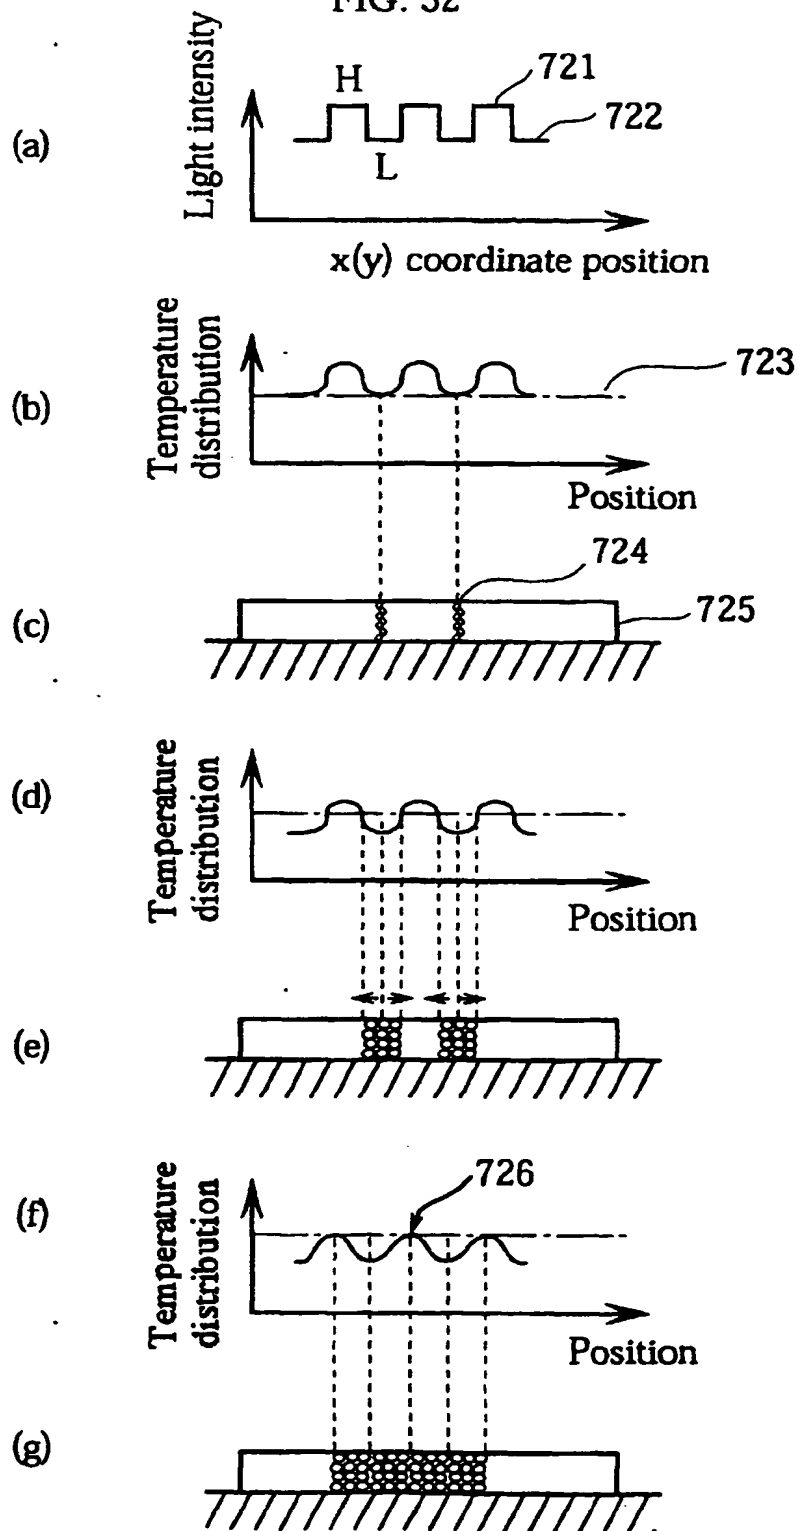 FIG. 32
(a)
Light intensity
H
L
721
722
x(y) coordinate position
(b)
Temperature
distribution
723
Position
(c)
724
725
(d)
Temperature
distribution
Position
(e)
(f)
Temperature
distribution
726
Position
(g)